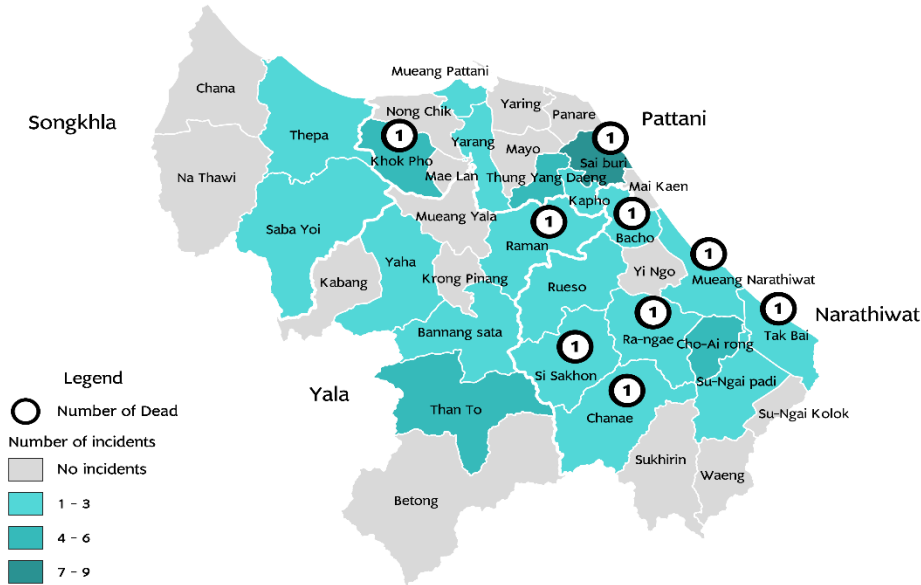 Mueang Pattani
Chana
Nong Chik
Yaring
Panare
Songkhla
Pattani
Thepa
1
Yarang
Mayo
1
Khok Pho
Sai buri
Na Thawi
Mae Lan
Thung Yang Daeng
Mai Kaen
Kapho
Mueang Yala
1
1
Saba Yoi
Raman
Bacho
Yaha
1
Kabang
Krong Pinang
Rueso
Yi Ngo
Mueang Narathiwat
1
1
Narathiwat
Bannang sata
Ra-ngae
Cho-Ai rong
Tak Bai
1
Si Sakhon
Su-Ngai padi
Legend
Yala
1
Number of Dead
Than To
Chanae
Su-Ngai Kolok
Number of incidents
No incidents
Sukhirin
Waeng
Betong
1 - 3
4 - 6
7 - 9